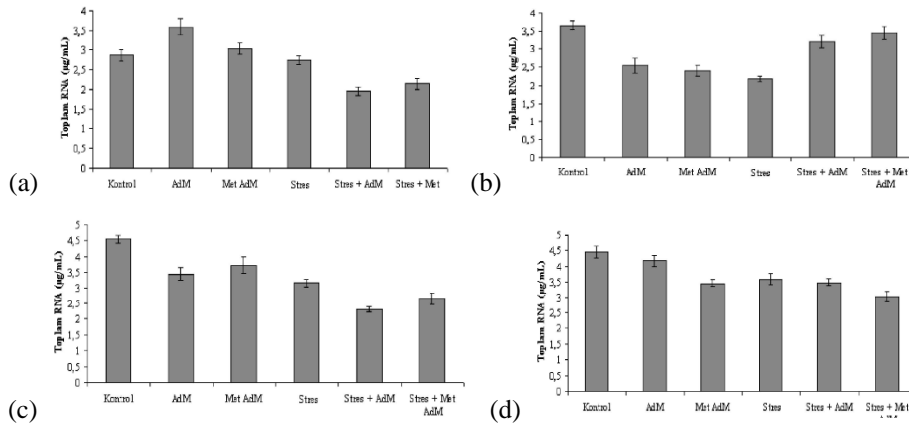 Toplam RNA (µg/mL)
4
3,5
3
2,5
2
1,5
1
0,5
0
Kontrol AdM Met AdM Stres Stres + AdM Stres + Met
(a)
Toplam RNA (µg/mL)
4
3,5
3
2,5
2
1,5
1
0,5
0
Kontrol AdM Met AdM Stres Stres + AdM Stres + Met
AdM
(b)
Toplam RNA (µg/mL)
5
4,5
4
3,5
3
2,5
2
1,5
1
0,5
0
Kontrol AdM Met AdM Stres Stres + AdM Stres + Met
AdM
(c)
Toplam RNA (µg/mL)
5
4,5
4
3,5
3
2,5
2
1,5
1
0,5
0
Kontrol AdM Met AdM Stres Stres + AdM Stres + Met
AdM
(d)